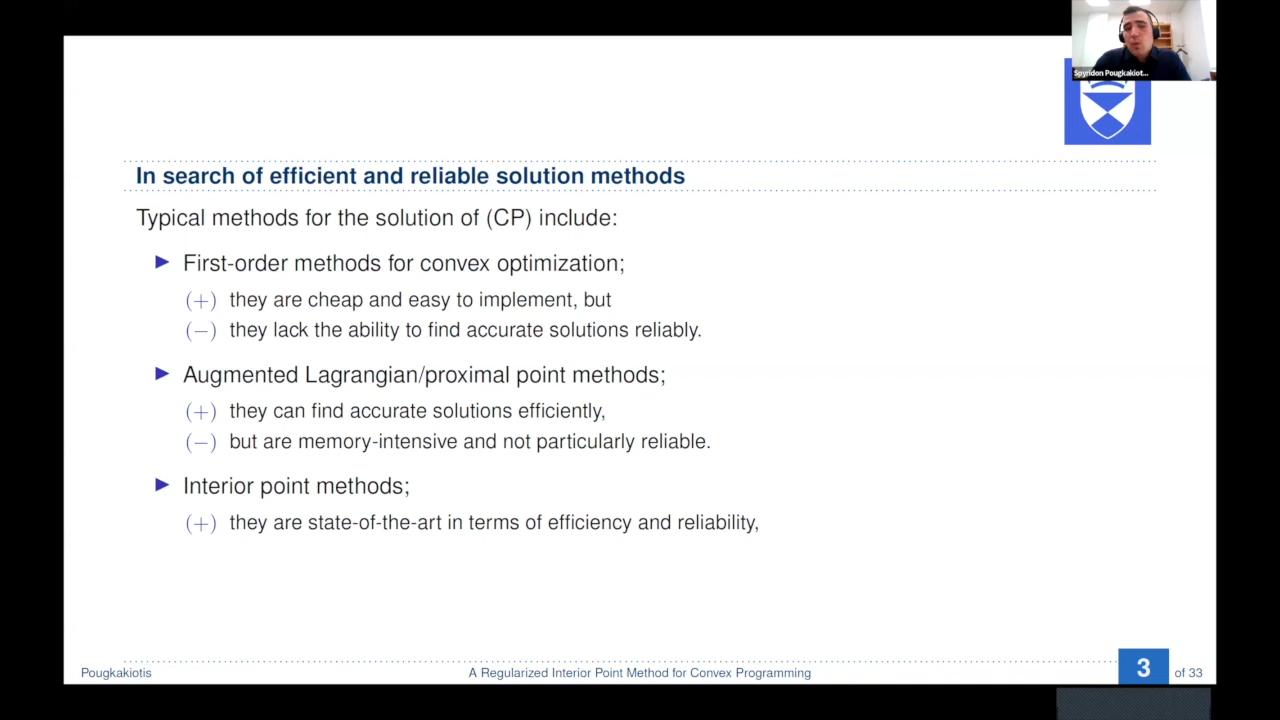 Spyridon Pougkakiot...
In search of efficient and reliable solution methods
Typical methods for the solution of (CP) include:
▶ First-order methods for convex optimization;
(+) they are cheap and easy to implement, but
(−) they lack the ability to find accurate solutions reliably.
▶ Augmented Lagrangian/proximal point methods;
(+) they can find accurate solutions efficiently,
(−) but are memory-intensive and not particularly reliable.
▶ Interior point methods;
(+) they are state-of-the-art in terms of efficiency and reliability,
Pougkakiotis A Regularized Interior Point Method for Convex Programming 3 of 33